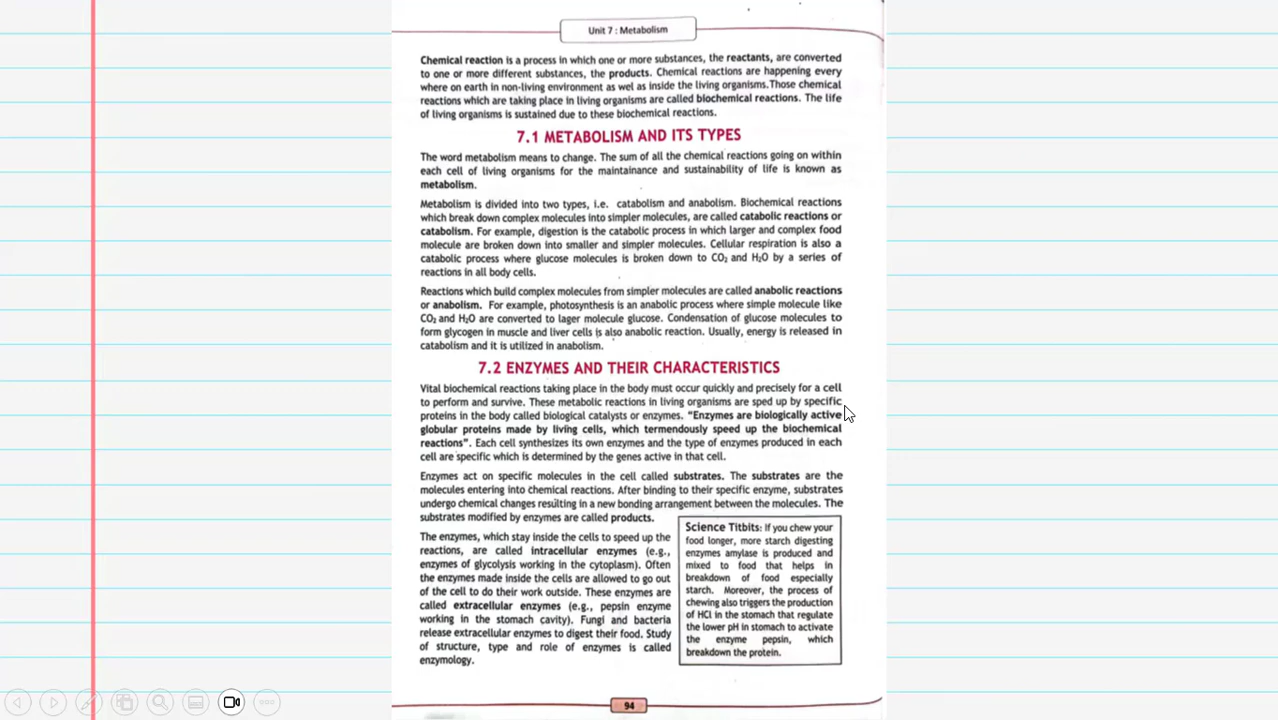 Unit 7 : Metabolism
Chemical reaction is a process in which one or more substances, the reactants, are converted
to one or more different substances, the products. Chemical reactions are happening every
where on earth in non-living environment as well as inside the living organisms.Those chemical
reactions which are taking place in living organisms are called biochemical reactions. The life
of living organisms is sustained due to these biochemical reactions.
7.1 METABOLISM AND ITS TYPES
The word metabolism means to change. The sum of all the chemical reactions going on within
each cell of living organisms for the maintainance and sustainability of life is known as
metabolism.
Metabolism is divided into two types, i.e. catabolism and anabolism. Biochemical reactions
which break down complex molecules into simpler molecules, are called catabolic reactions or
catabolism. For example, digestion is the catabolic process in which larger and complex food
molecule are broken down into smaller and simpler molecules. Cellular respiration is also a
catabolic process where glucose molecules is broken down to CO₂ and H₂O by a series of
reactions in all body cells.
Reactions which build complex molecules from simpler molecules are called anabolic reactions
or anabolism. For example, photosynthesis is an anabolic process where simple molecule like
CO₂ and H₂O are converted to lager molecule glucose. Condensation of glucose molecules to
form glycogen in muscle and liver cells is also anabolic reaction. Usually, energy is released in
catabolism and it is utilized in anabolism.
7.2 ENZYMES AND THEIR CHARACTERISTICS
Vital biochemical reactions taking place in the body must occur quickly and precisely for a cell
to perform and survive. These metabolic reactions in living organisms are sped up by specific
proteins in the body called biological catalysts or enzymes. "Enzymes are biologically active
globular proteins made by living cells, which termendously speed up the biochemical
reactions". Each cell synthesizes its own enzymes and the type of enzymes produced in each
cell are specific which is determined by the genes active in that cell.
Enzymes act on specific molecules in the cell called substrates. The substrates are the
molecules entering into chemical reactions. After binding to their specific enzyme, substrates
undergo chemical changes resulting in a new bonding arrangement between the molecules. The
substrates modified by enzymes are called products.
The enzymes, which stay inside the cells to speed up the
reactions, are called intracellular enzymes (e.g.,
enzymes of glycolysis working in the cytoplasm). Often
the enzymes made inside the cells are allowed to go out
of the cell to do their work outside. These enzymes are
called extracellular enzymes (e.g., pepsin enzyme
working in the stomach cavity). Fungi and bacteria
release extracellular enzymes to digest their food. Study
of structure, type and role of enzymes is called
enzymology.
Science Titbits: If you chew your
food longer, more starch digesting
enzymes amylase is produced and
mixed to food that helps in
breakdown of food especially
starch. Moreover, the process of
chewing also triggers the production
of HCl in the stomach that regulate
the lower pH in stomach to activate
the enzyme pepsin, which
breakdown the protein.
94